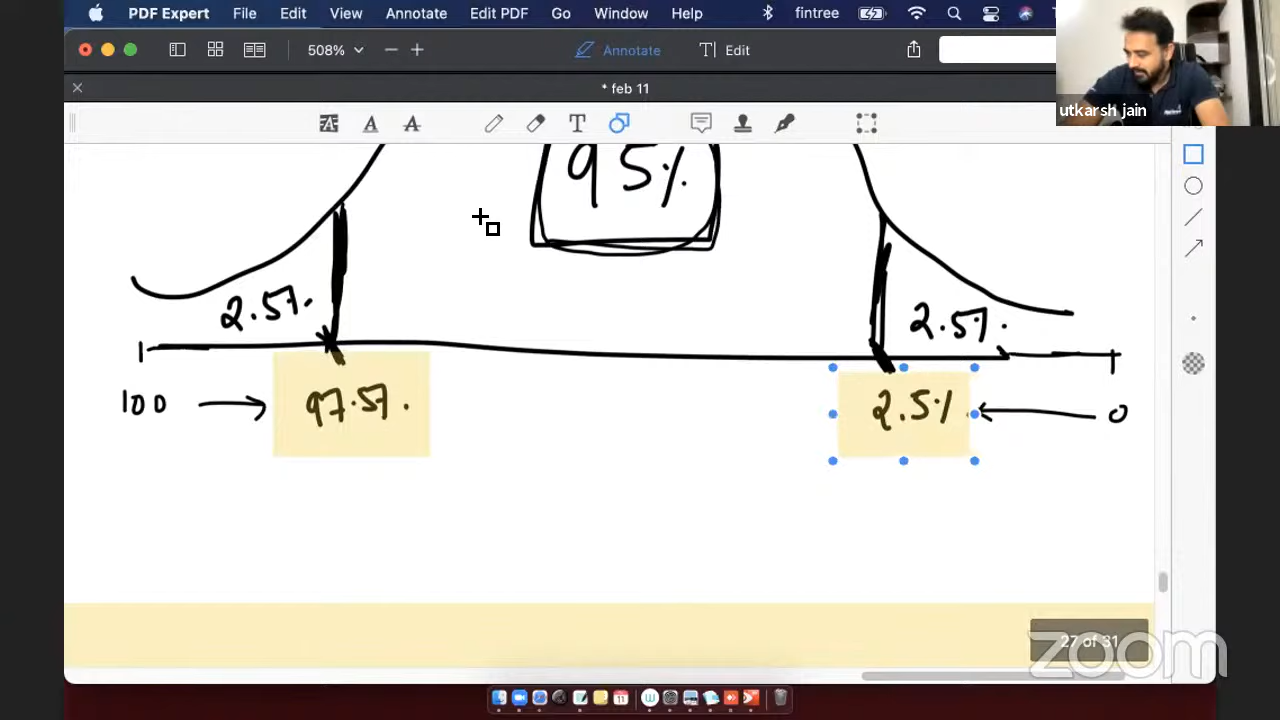 PDF Expert File Edit View Annotate Edit PDF Go Window Help fintree
508% Annotate T Edit
* feb 11
utkarsh jain
95%
2.5%.
2.5%.
100 → 97.5%. 2.5% ← 0
27 of 31
zoom